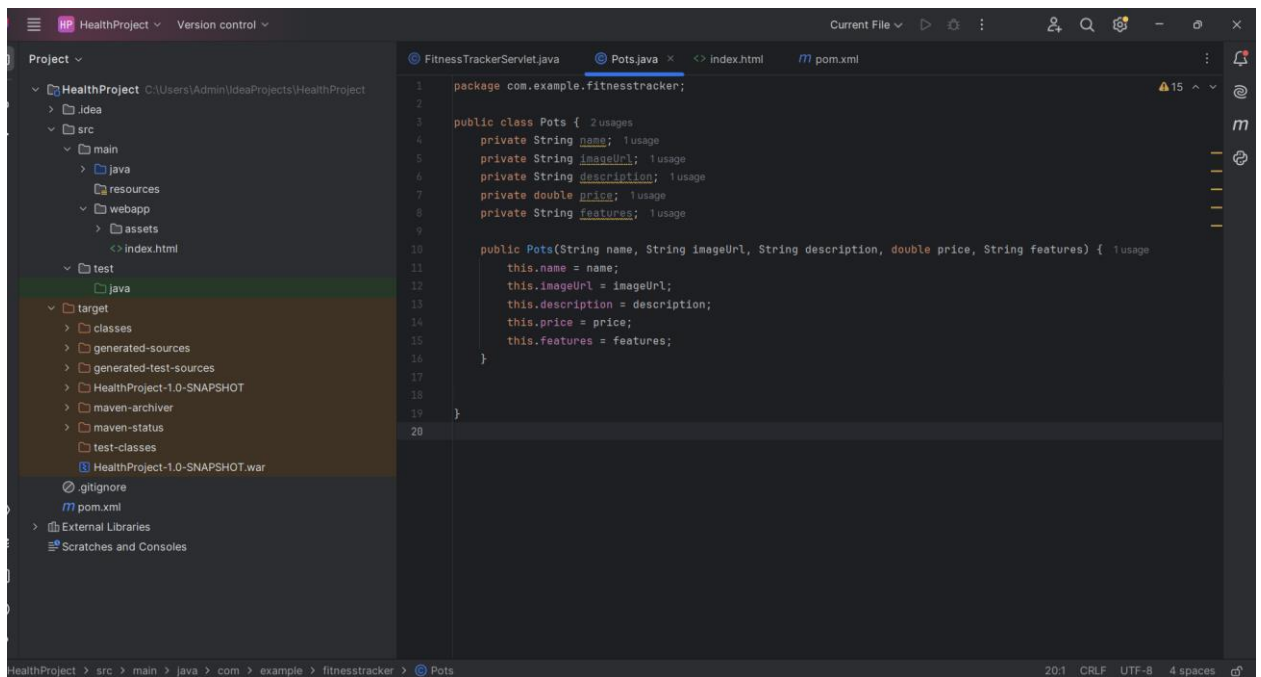 HP HealthProject Version control Current File
Project
HealthProject C:\Users\Admin\IdeaProjects\HealthProject
.idea
src
main
java
resources
webapp
assets
index.html
test
java
target
classes
generated-sources
generated-test-sources
HealthProject-1.0-SNAPSHOT
maven-archiver
maven-status
test-classes
HealthProject-1.0-SNAPSHOT.war
.gitignore
pom.xml
External Libraries
Scratches and Consoles
FitnessTrackerServlet.java Pots.java index.html pom.xml
15
1 package com.example.fitnesstracker;
2
3 public class Pots { 2 usages
4 private String name; 1 usage
5 private String imageUrl; 1 usage
6 private String description; 1 usage
7 private double price; 1 usage
8 private String features; 1 usage
9
10 public Pots(String name, String imageUrl, String description, double price, String features) { 1 usage
11 this.name = name;
12 this.imageUrl = imageUrl;
13 this.description = description;
14 this.price = price;
15 this.features = features;
16 }
17
18
19 }
20
HealthProject > src > main > java > com > example > fitnesstracker > Pots 20:1 CRLF UTF-8 4 spaces